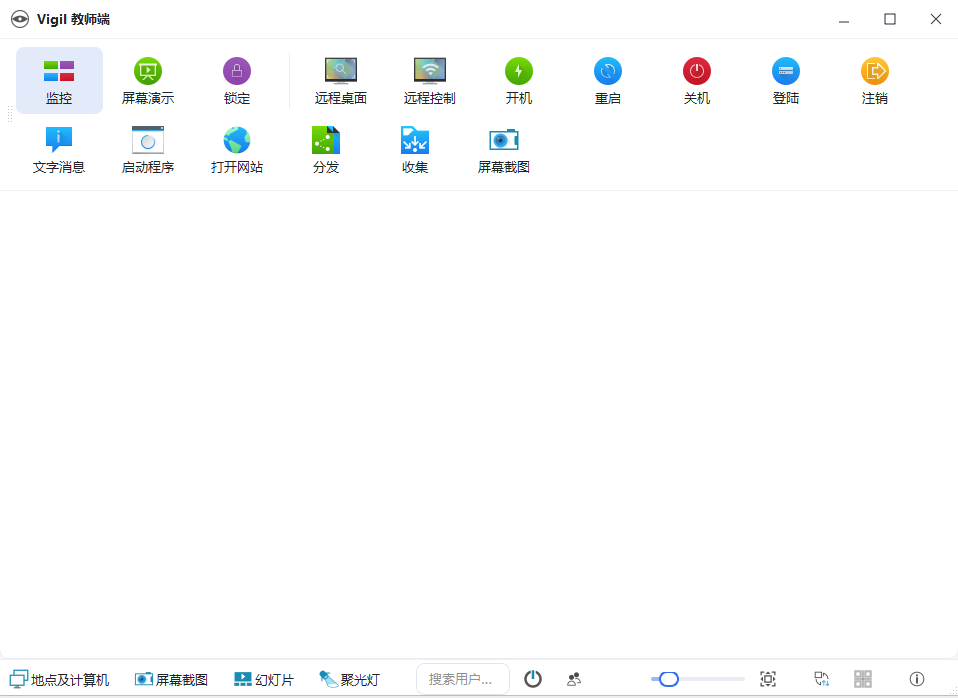 Vigil 教师端
监控 屏幕演示 锁定 远程桌面 远程控制 开机 重启 关机 登陆 注销
文字消息 启动程序 打开网站 分发 收集 屏幕截图
地点及计算机 屏幕截图 幻灯片 聚光灯 搜索用户...